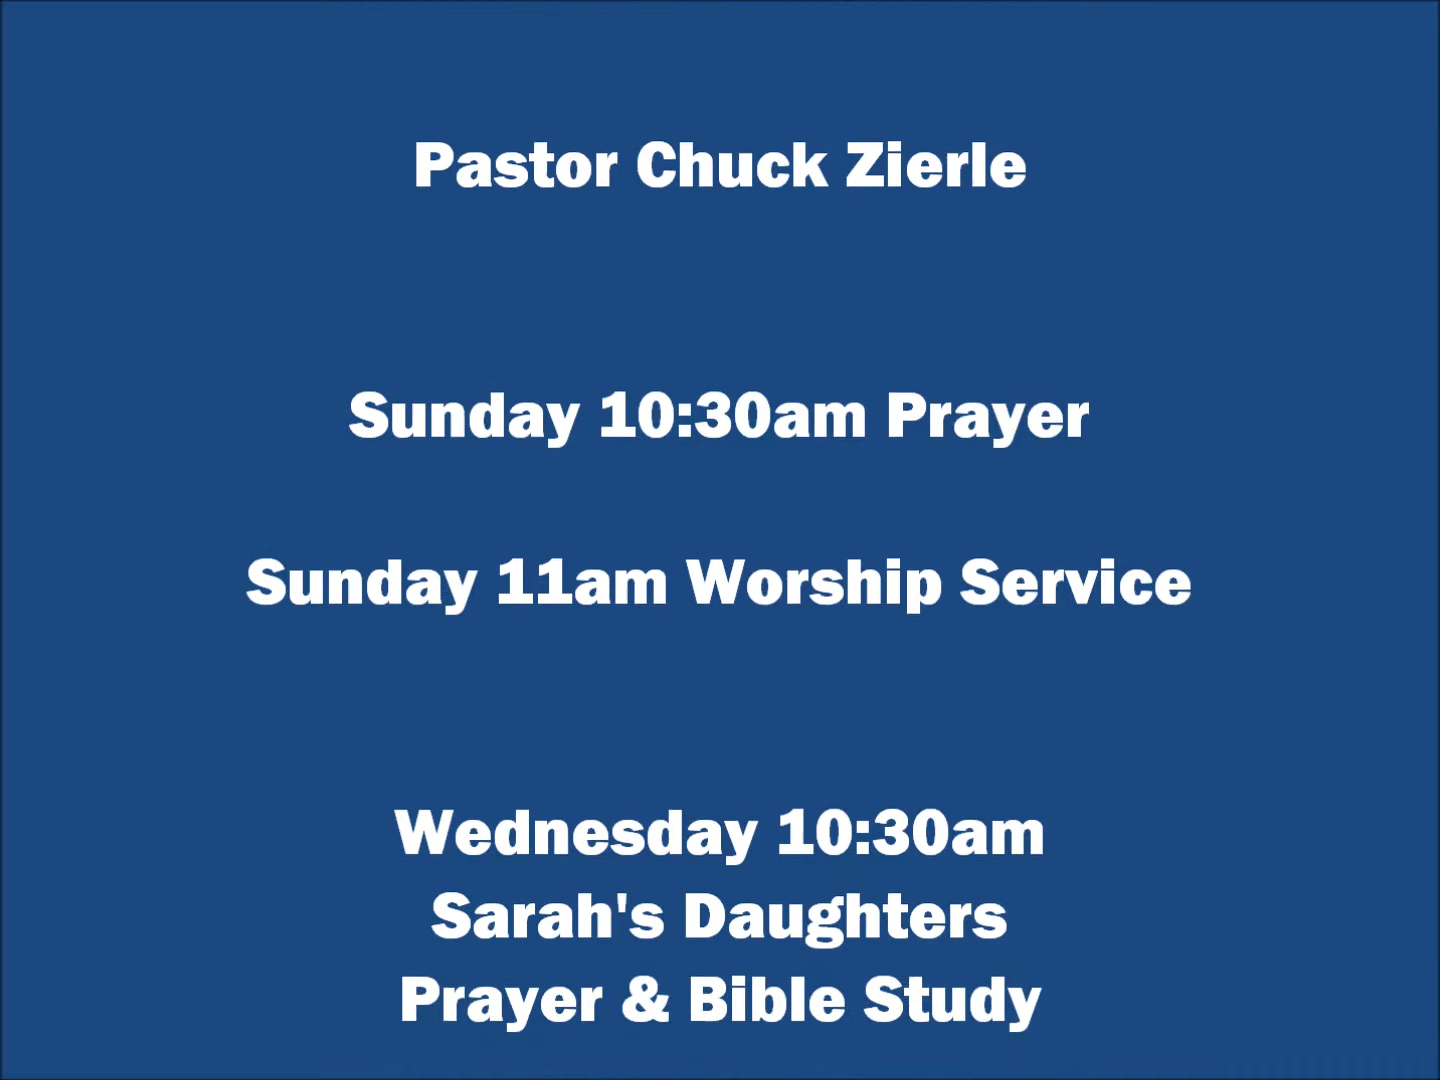 Pastor Chuck Zierle
Sunday 10:30am Prayer
Sunday 11am Worship Service
Wednesday 10:30am
Sarah's Daughters
Prayer & Bible Study